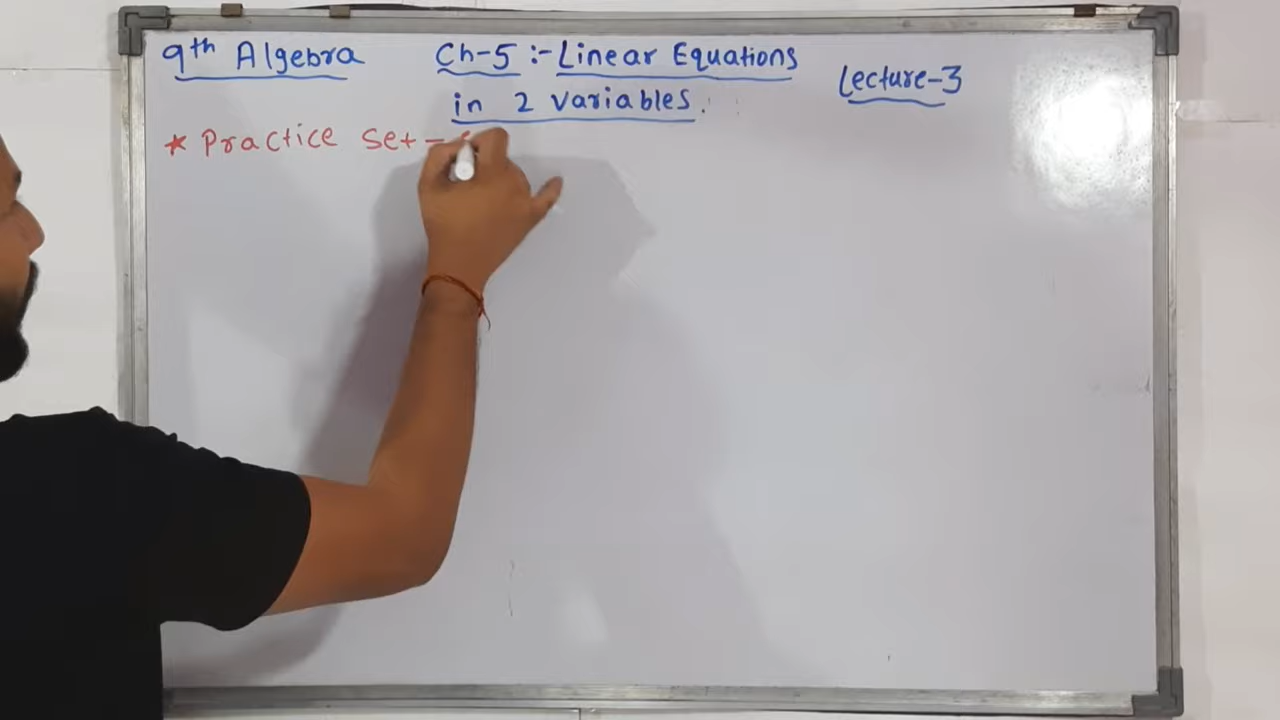 9th Algebra
Ch-5 :- Linear Equations
in 2 variables.
Lecture-3
* Practice set -